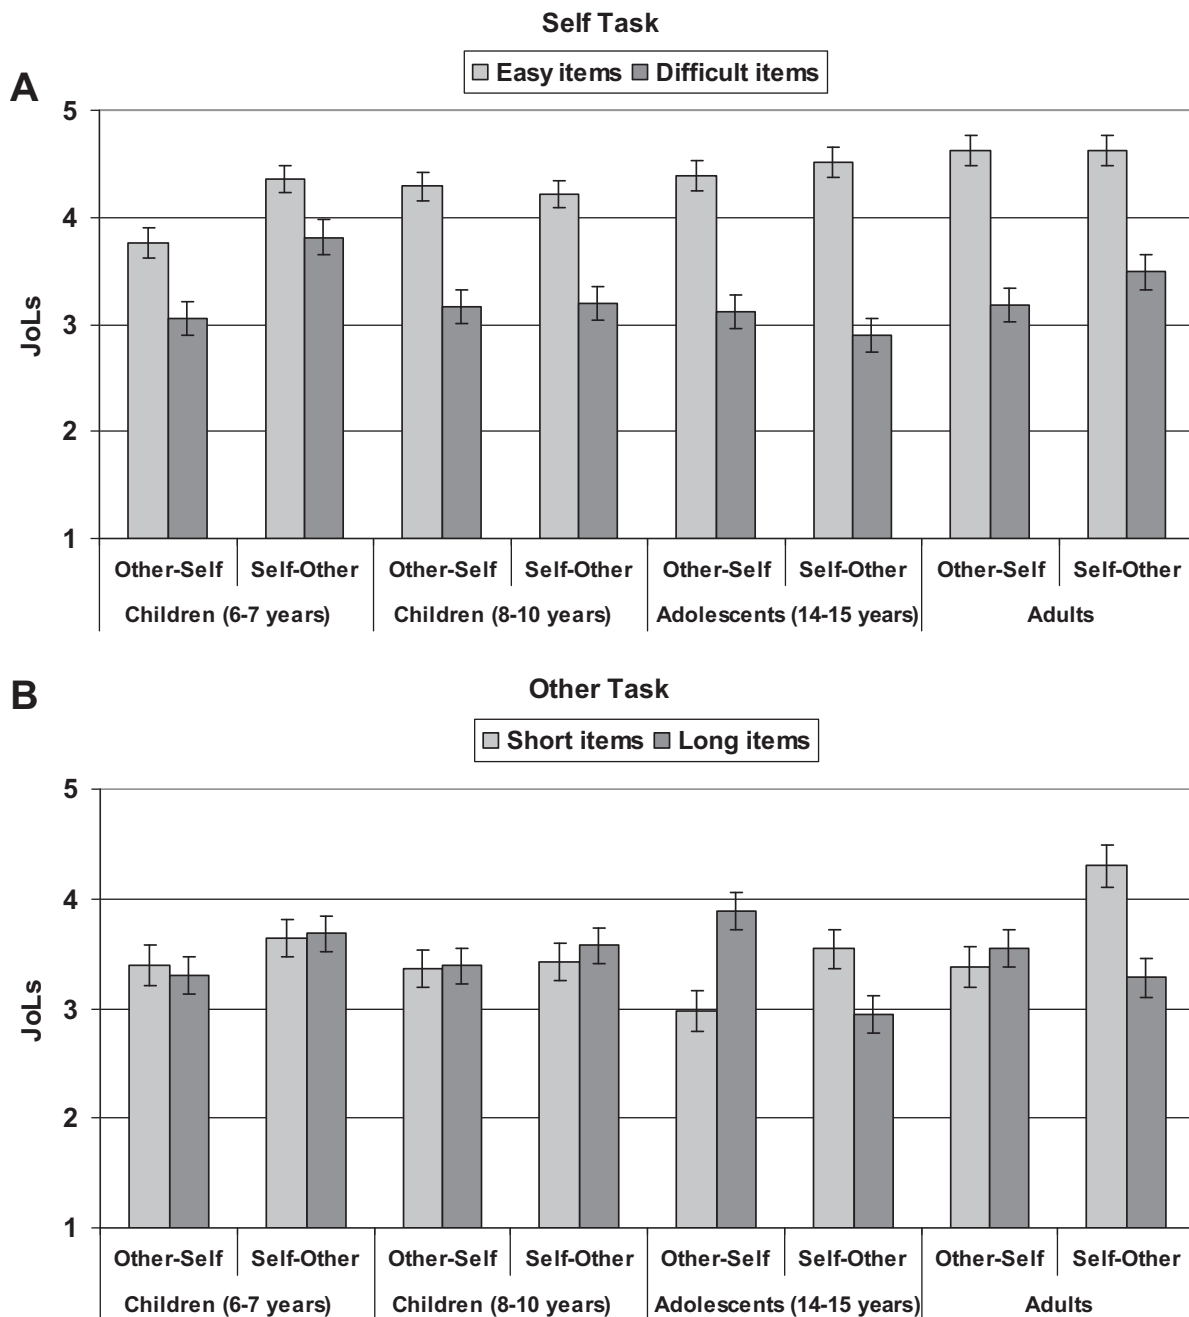 Self Task
A
Easy items Difficult items
5
4
3
2
1
JoLs
Other-Self Self-Other Other-Self Self-Other Other-Self Self-Other Other-Self Self-Other
Children (6-7 years) Children (8-10 years) Adolescents (14-15 years) Adults
B
Other Task
Short items Long items
5
4
3
2
1
JoLs
Other-Self Self-Other Other-Self Self-Other Other-Self Self-Other Other-Self Self-Other
Children (6-7 years) Children (8-10 years) Adolescents (14-15 years) Adults